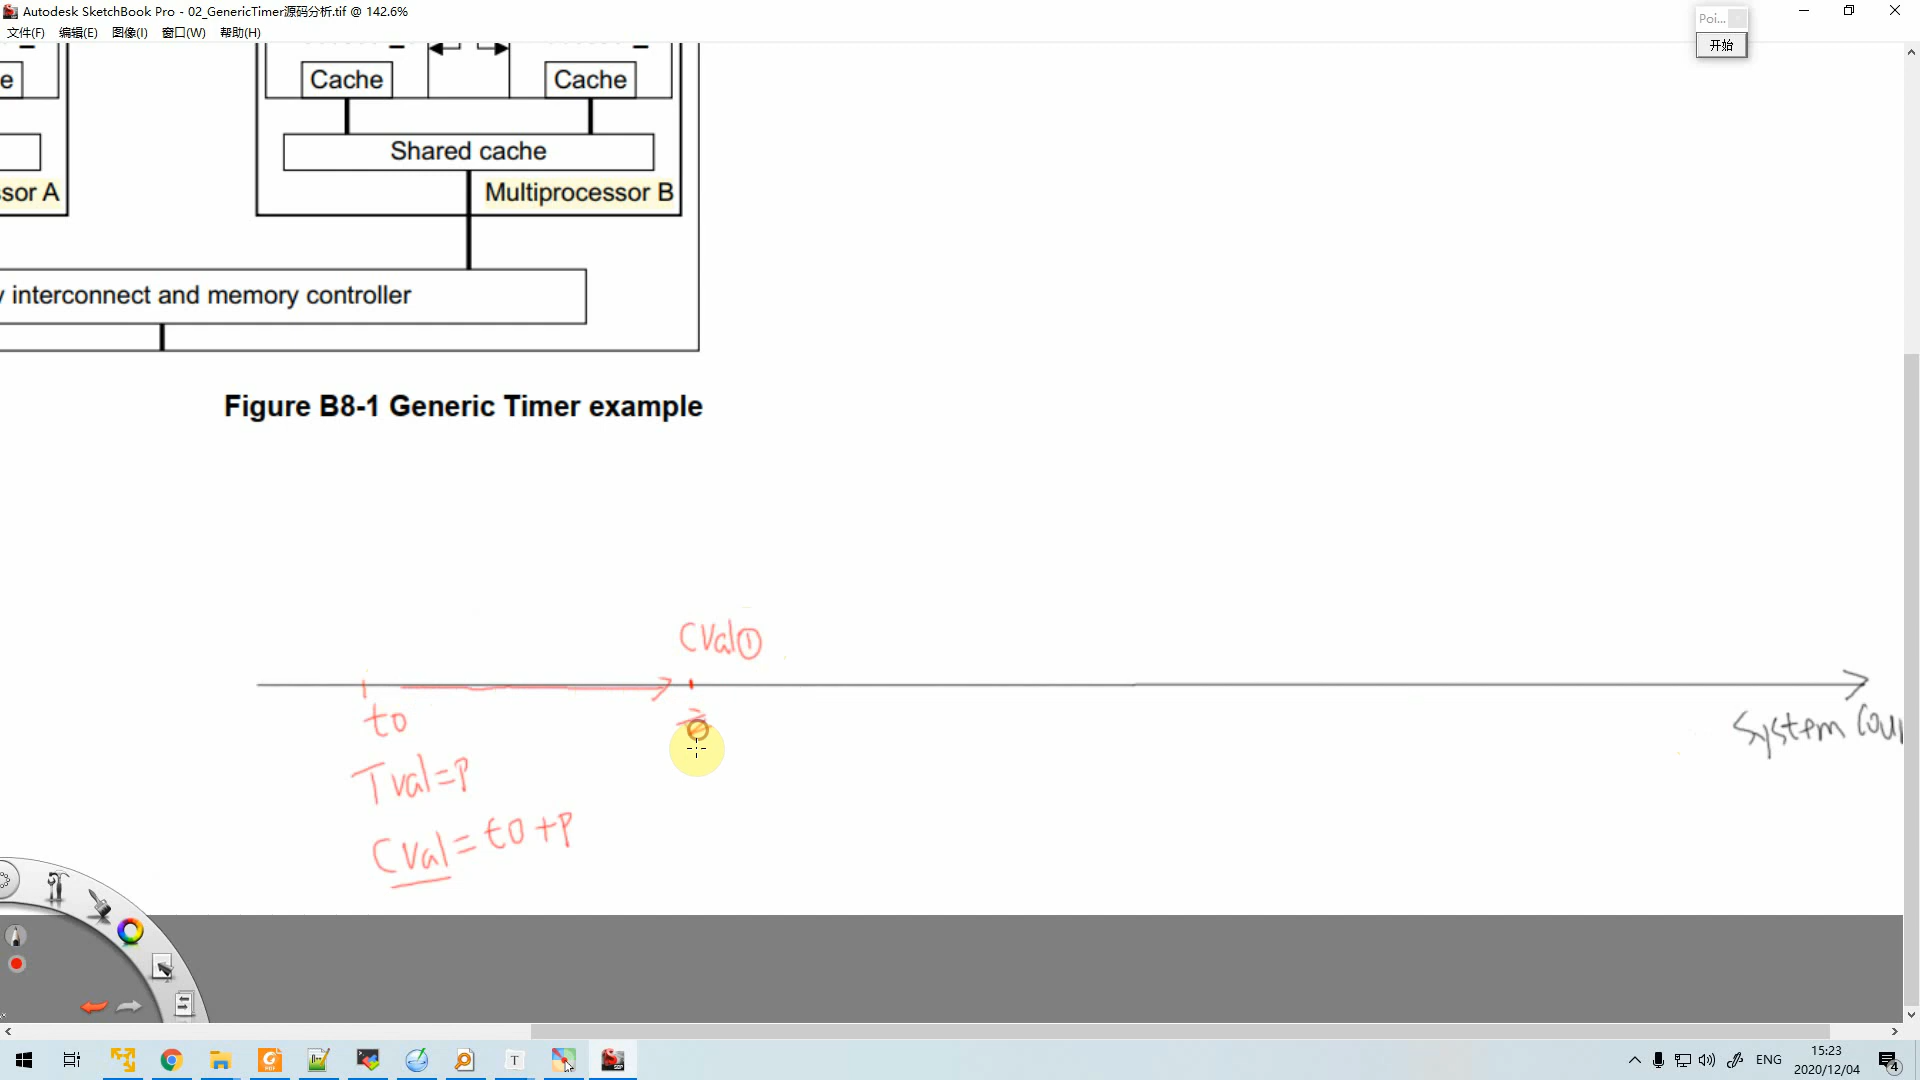 Autodesk SketchBook Pro - 02_GenericTimer源码分析.tif @ 142.6%
文件(F) 编辑(E) 图像(I) 窗口(W) 帮助(H)
Poi...
开始
e
Cache
Cache
Shared cache
ssor A
Multiprocessor B
y interconnect and memory controller
Figure B8-1 Generic Timer example
CVal①
t0
System Cou
Tval=P
CVal=t0+P
ENG
15:23
2020/12/04
4